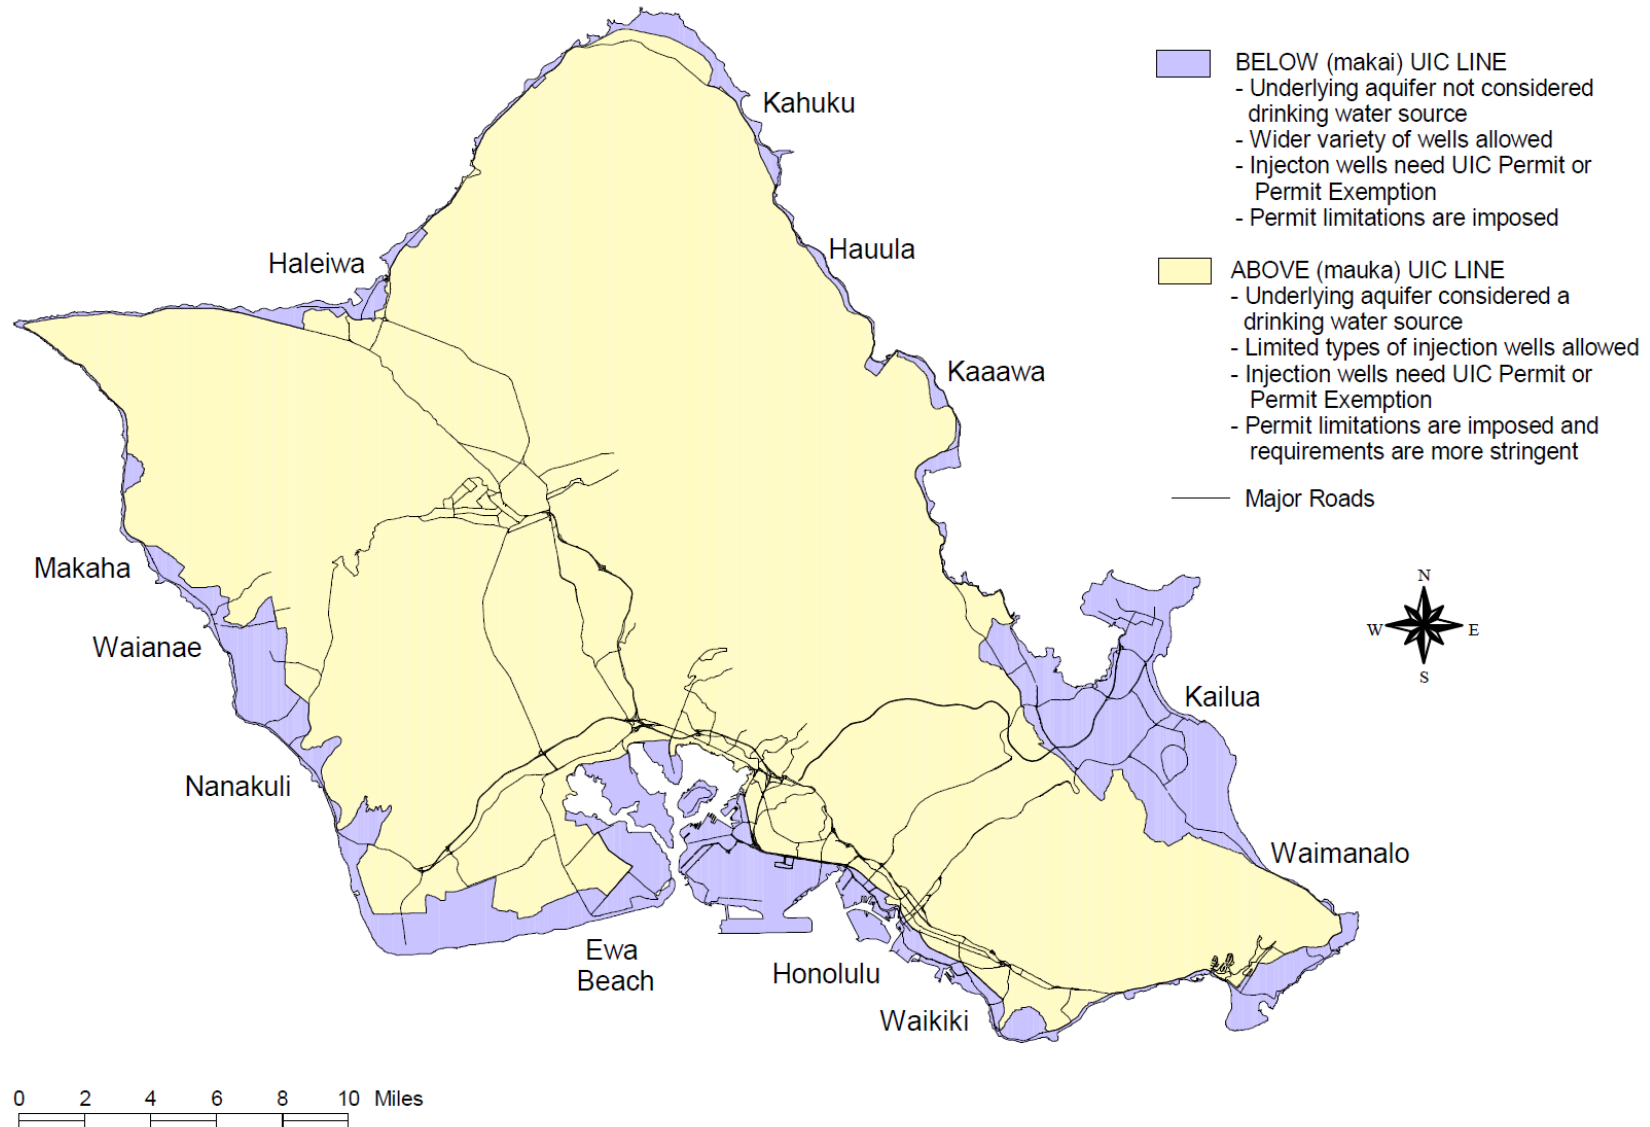 BELOW (makai) UIC LINE
- Underlying aquifer not considered
drinking water source
- Wider variety of wells allowed
- Injecton wells need UIC Permit or
Permit Exemption
- Permit limitations are imposed
ABOVE (mauka) UIC LINE
- Underlying aquifer considered a
drinking water source
- Limited types of injection wells allowed
- Injection wells need UIC Permit or
Permit Exemption
- Permit limitations are imposed and
requirements are more stringent
Major Roads
Kahuku
Haleiwa
Hauula
Kaaawa
Makaha
Waianae
Kailua
Nanakuli
Waimanalo
Ewa
Beach
Honolulu
Waikiki
N
W
E
S
0 2 4 6 8 10 Miles